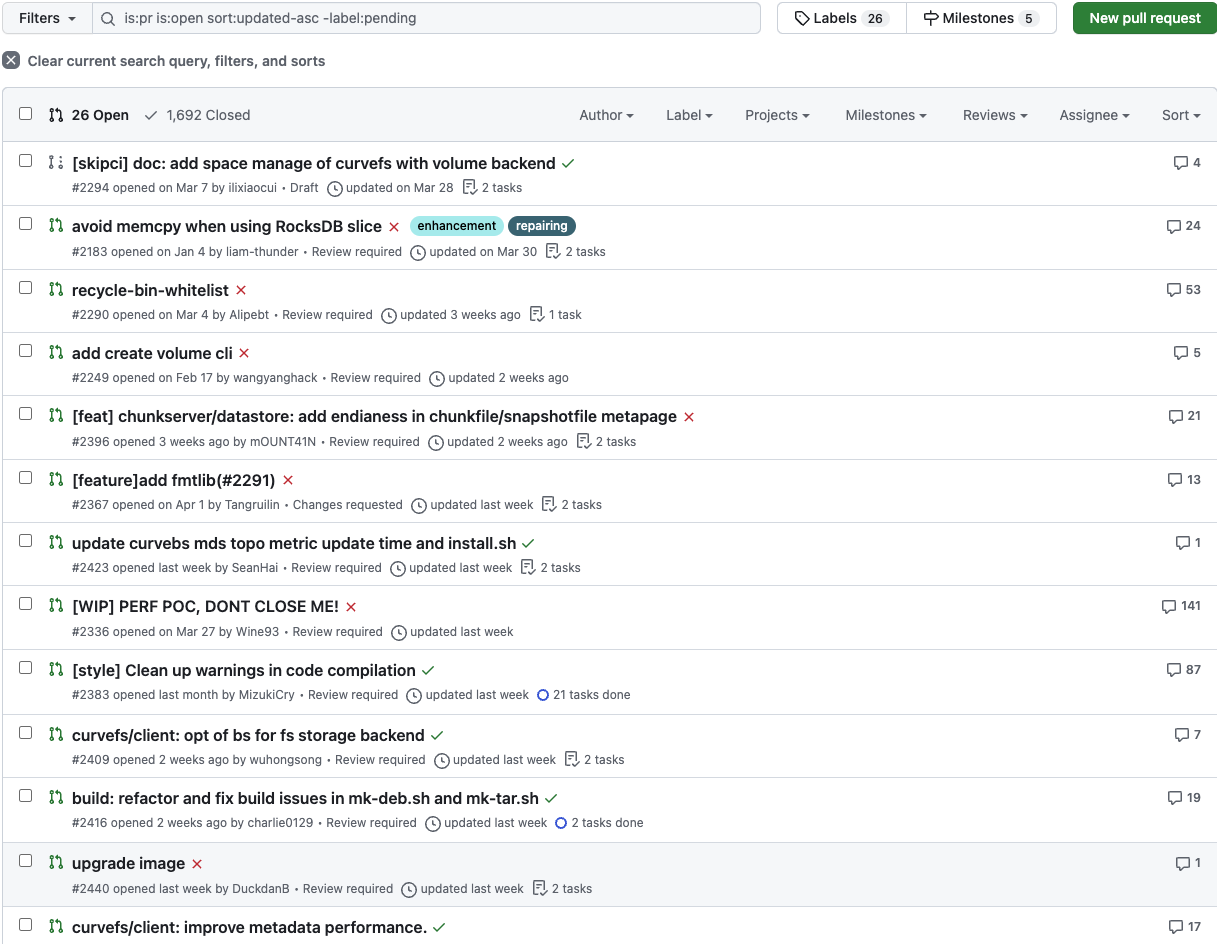 Filters is:pr is:open sort:updated-asc -label:pending Labels 26 Milestones 5 New pull request
Clear current search query, filters, and sorts
26 Open 1,692 Closed Author Label Projects Milestones Reviews Assignee Sort
[skipci] doc: add space manage of curvefs with volume backend 4
#2294 opened on Mar 7 by ilixiaocui • Draft updated on Mar 28 2 tasks
avoid memcpy when using RocksDB slice enhancement repairing 24
#2183 opened on Jan 4 by liam-thunder • Review required updated on Mar 30 2 tasks
recycle-bin-whitelist 53
#2290 opened on Mar 4 by Alipebt • Review required updated 3 weeks ago 1 task
add create volume cli 5
#2249 opened on Feb 17 by wangyanghack • Review required updated 2 weeks ago
[feat] chunkserver/datastore: add endianess in chunkfile/snapshotfile metapage 21
#2396 opened 3 weeks ago by mOUNT41N • Review required updated 2 weeks ago 2 tasks
[feature]add fmtlib(#2291) 13
#2367 opened on Apr 1 by Tangruilin • Changes requested updated last week 2 tasks
update curvebs mds topo metric update time and install.sh 1
#2423 opened last week by SeanHai • Review required updated last week 2 tasks
[WIP] PERF POC, DONT CLOSE ME! 141
#2336 opened on Mar 27 by Wine93 • Review required updated last week
[style] Clean up warnings in code compilation 87
#2383 opened last month by MizukiCry • Review required updated last week 21 tasks done
curvefs/client: opt of bs for fs storage backend 7
#2409 opened 2 weeks ago by wuhongsong • Review required updated last week 2 tasks
build: refactor and fix build issues in mk-deb.sh and mk-tar.sh 19
#2416 opened 2 weeks ago by charlie0129 • Review required updated last week 2 tasks done
upgrade image 1
#2440 opened last week by DuckdanB • Review required updated last week 2 tasks
curvefs/client: improve metadata performance. 17